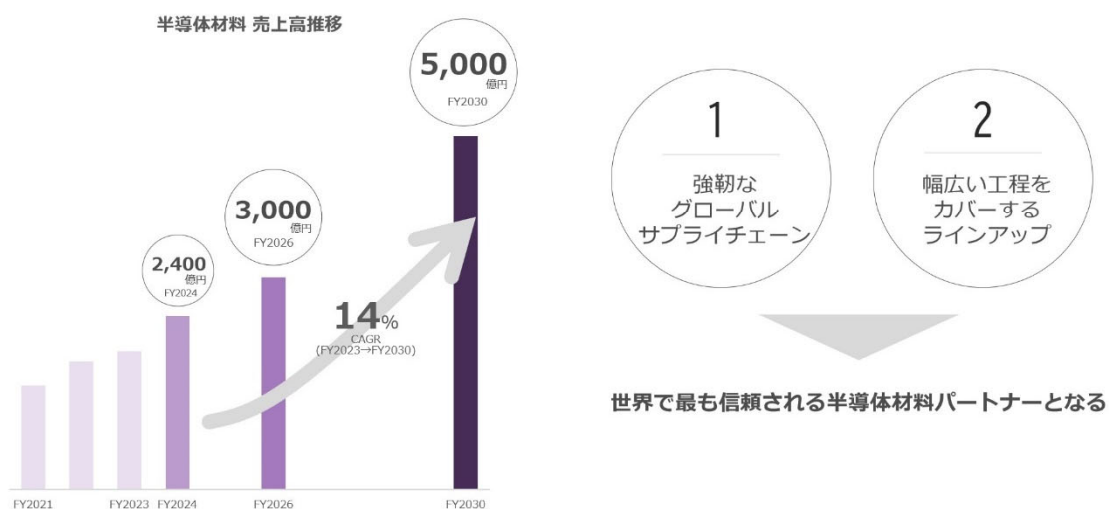 半導体材料 売上高推移
5,000
億円
FY2030
3,000
億円
FY2026
2,400
億円
FY2024
14%
CAGR
(FY2023→FY2030)
FY2021
FY2023
FY2024
FY2026
FY2030
1
強靭な
グローバル
サプライチェーン
2
幅広い工程を
カバーする
ラインアップ
世界で最も信頼される半導体材料パートナーとなる